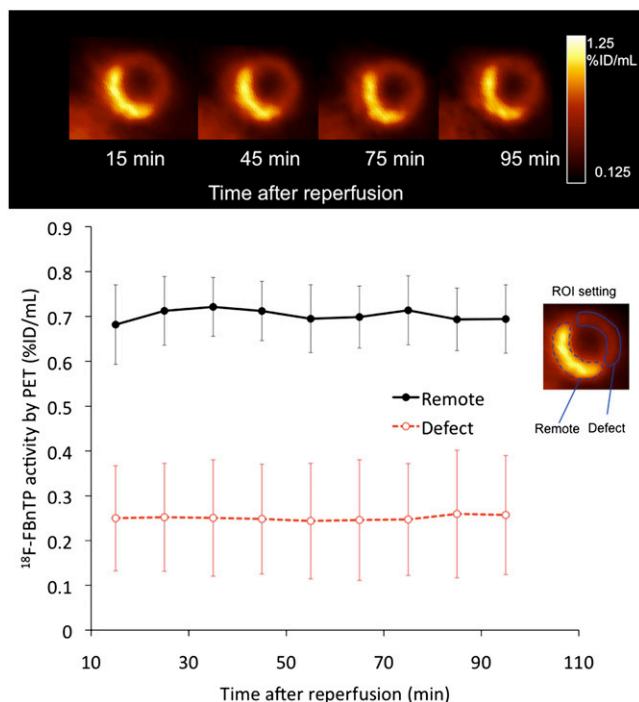 1.25
%ID/mL
0.125
15 min 45 min 75 min 95 min
Time after reperfusion
¹⁸F-FBnTP activity by PET (%ID/mL)
0.9
0.8
0.7
0.6
0.5
0.4
0.3
0.2
0.1
0
10 30 50 70 90 110
Time after reperfusion (min)
Remote
Defect
ROI setting
Remote Defect